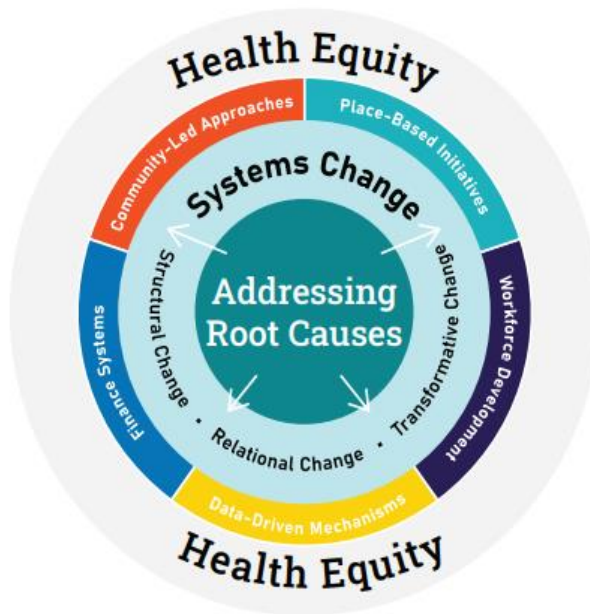 Health Equity
Community-Led Approaches
Place-Based Initiatives
Systems Change
Addressing
Root Causes
Structural Change • Relational Change • Transformative Change
Finance Systems
Workforce Development
Data-Driven Mechanisms
Health Equity